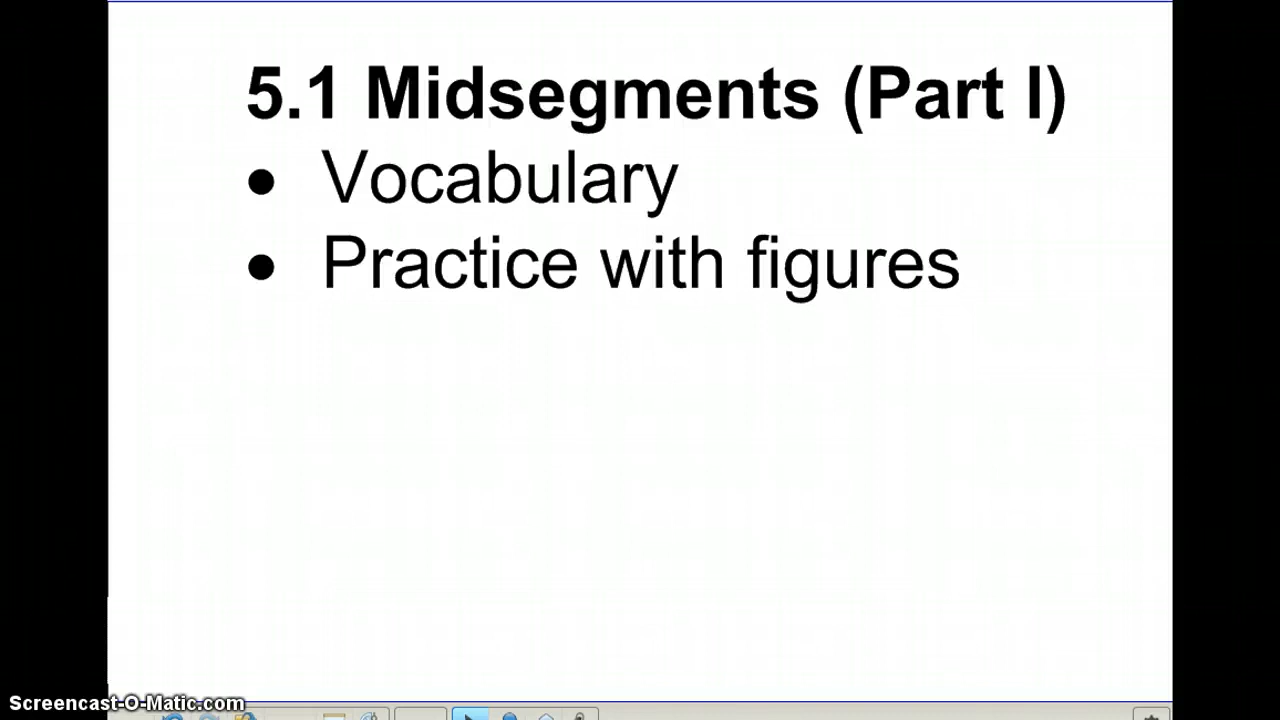 5.1 Midsegments (Part I)
● Vocabulary
● Practice with figures
Screencast-O-Matic.com